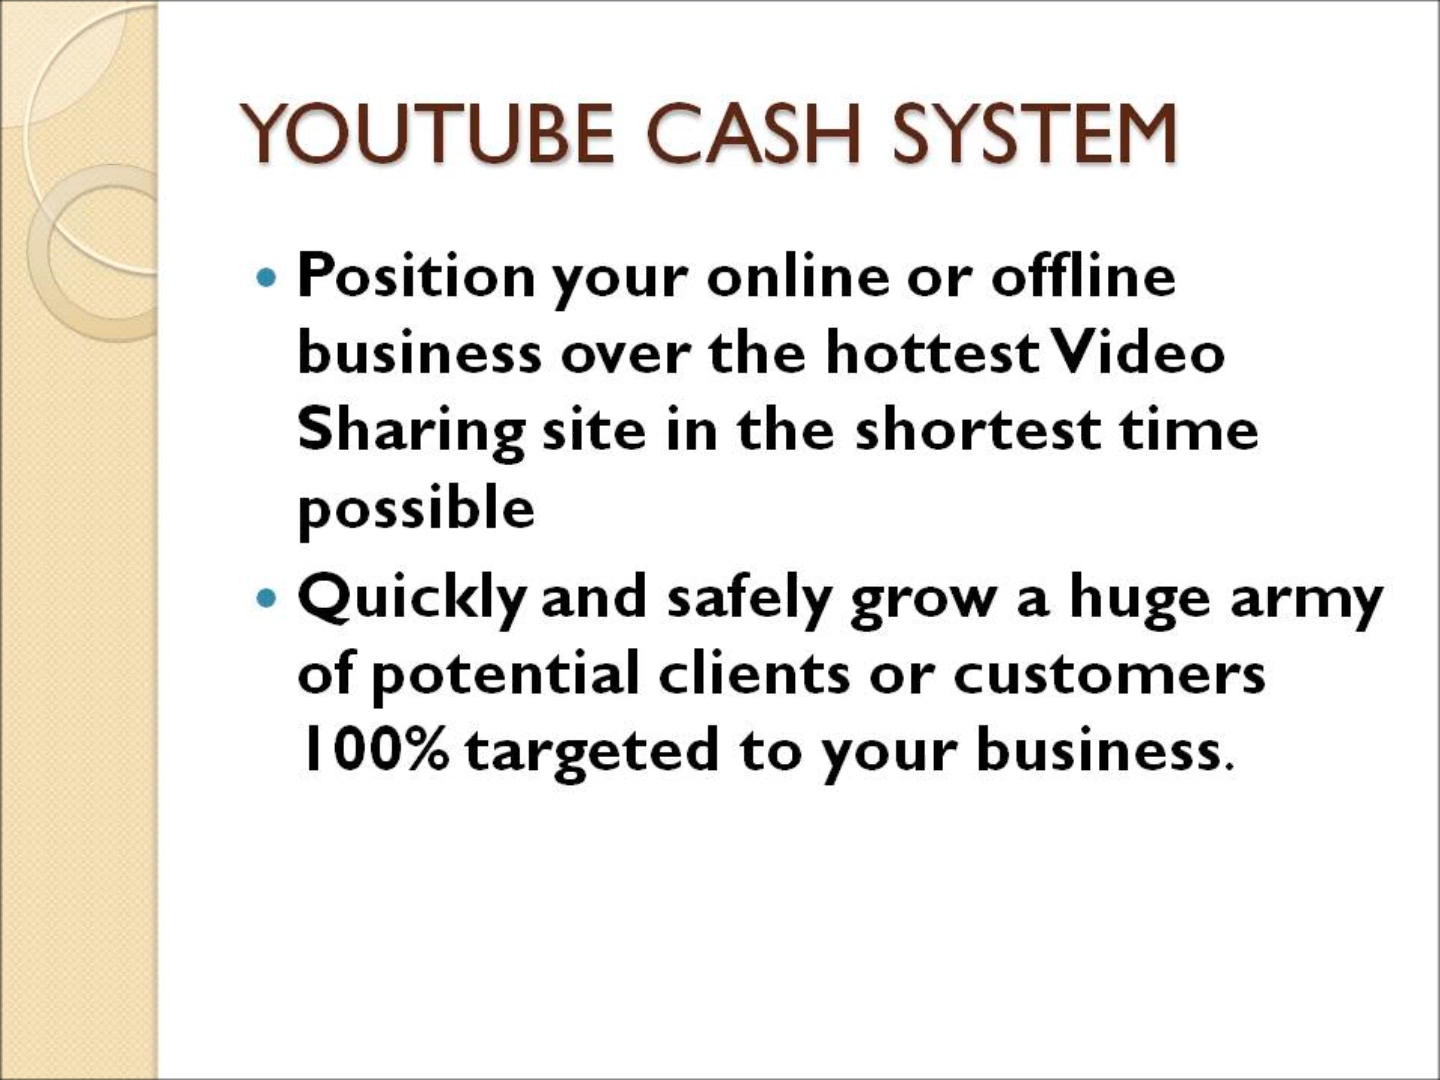 YOUTUBE CASH SYSTEM
• Position your online or offline
business over the hottest Video
Sharing site in the shortest time
possible
• Quickly and safely grow a huge army
of potential clients or customers
100% targeted to your business.